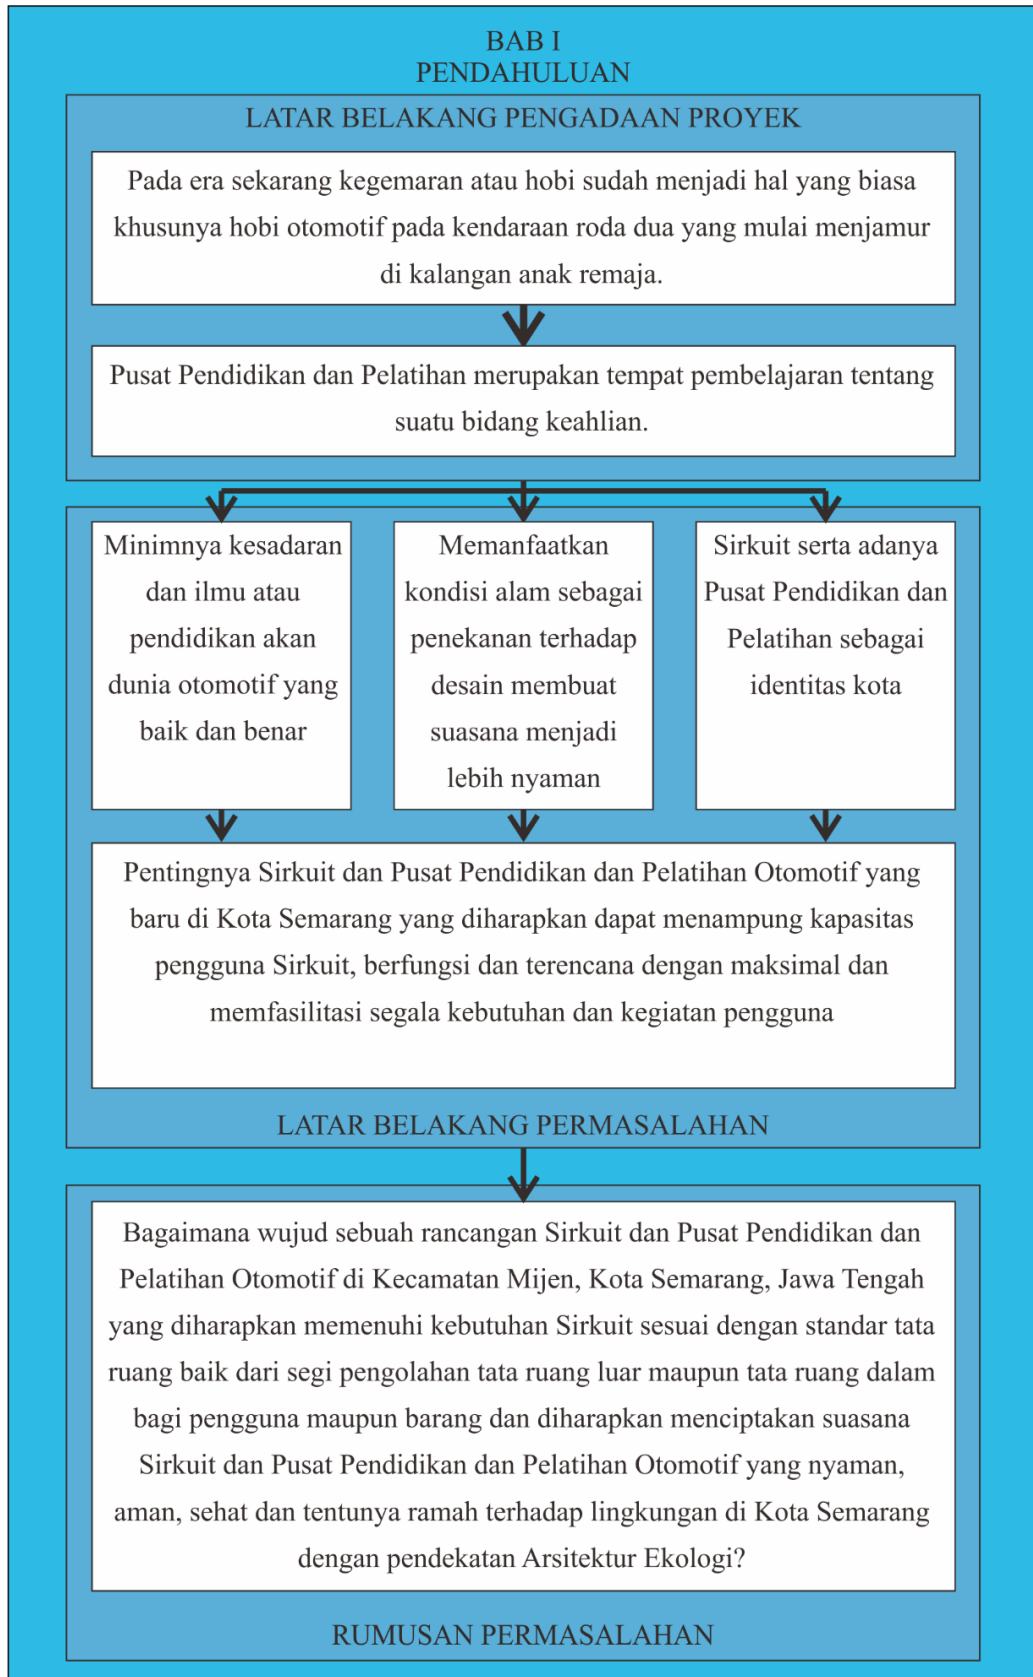 BAB I
PENDAHULUAN
LATAR BELAKANG PENGADAAN PROYEK
Pada era sekarang kegemaran atau hobi sudah menjadi hal yang biasa
khusunya hobi otomotif pada kendaraan roda dua yang mulai menjamur
di kalangan anak remaja.
Pusat Pendidikan dan Pelatihan merupakan tempat pembelajaran tentang
suatu bidang keahlian.
Minimnya kesadaran
dan ilmu atau
pendidikan akan
dunia otomotif yang
baik dan benar
Memanfaatkan
kondisi alam sebagai
penekanan terhadap
desain membuat
suasana menjadi
lebih nyaman
Sirkuit serta adanya
Pusat Pendidikan dan
Pelatihan sebagai
identitas kota
Pentingnya Sirkuit dan Pusat Pendidikan dan Pelatihan Otomotif yang
baru di Kota Semarang yang diharapkan dapat menampung kapasitas
pengguna Sirkuit, berfungsi dan terencana dengan maksimal dan
memfasilitasi segala kebutuhan dan kegiatan pengguna
LATAR BELAKANG PERMASALAHAN
Bagaimana wujud sebuah rancangan Sirkuit dan Pusat Pendidikan dan
Pelatihan Otomotif di Kecamatan Mijen, Kota Semarang, Jawa Tengah
yang diharapkan memenuhi kebutuhan Sirkuit sesuai dengan standar tata
ruang baik dari segi pengolahan tata ruang luar maupun tata ruang dalam
bagi pengguna maupun barang dan diharapkan menciptakan suasana
Sirkuit dan Pusat Pendidikan dan Pelatihan Otomotif yang nyaman,
aman, sehat dan tentunya ramah terhadap lingkungan di Kota Semarang
dengan pendekatan Arsitektur Ekologi?
RUMUSAN PERMASALAHAN